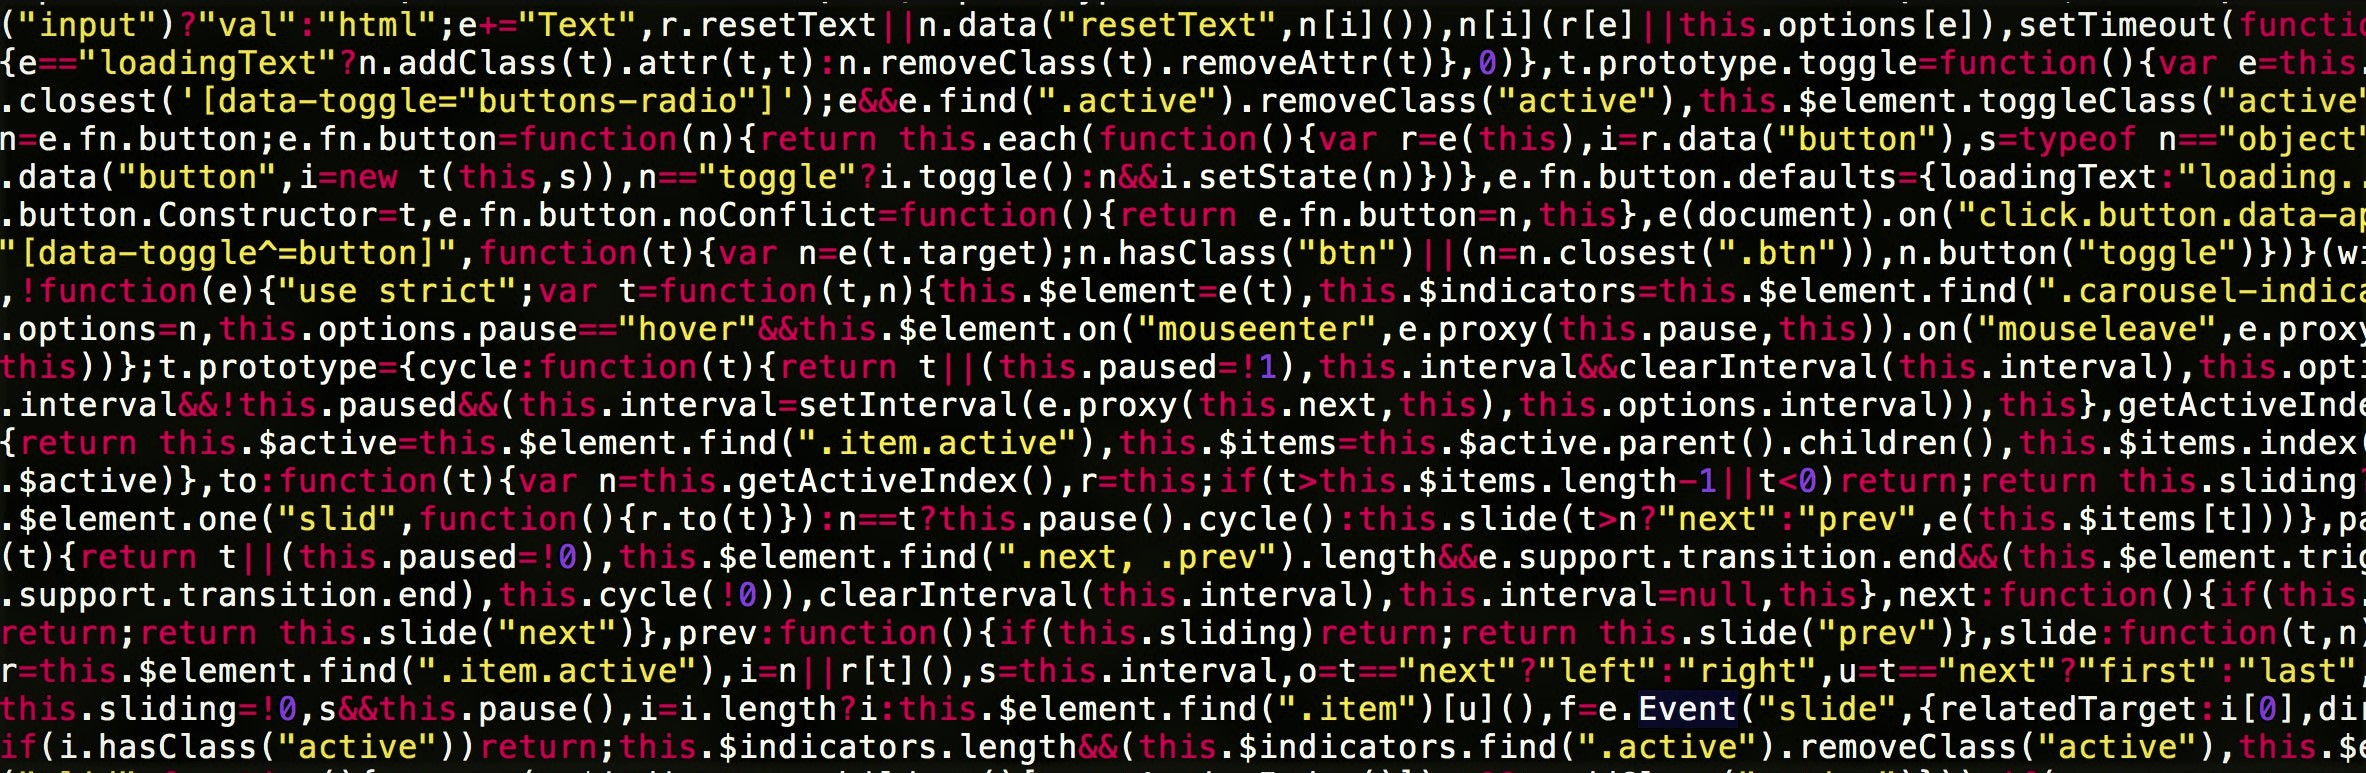 ("input")?"val":"html";e+="Text",r.resetText||n.data("resetText",n[i]()),n[i](r[e]||this.options[e]),setTimeout(functio
{e=="loadingText"?n.addClass(t).attr(t,t):n.removeClass(t).removeAttr(t)},0)},t.prototype.toggle=function(){var e=this.
.closest('[data-toggle="buttons-radio"]');e&&e.find(".active").removeClass("active"),this.$element.toggleClass("active"
n=e.fn.button;e.fn.button=function(n){return this.each(function(){var r=e(this),i=r.data("button"),s=typeof n=="object"
.data("button",i=new t(this,s)),n=="toggle"?i.toggle():n&&i.setState(n)})},e.fn.button.defaults={loadingText:"loading..
.button.Constructor=t,e.fn.button.noConflict=function(){return e.fn.button=n,this},e(document).on("click.button.data-ap
"[data-toggle^=button]",function(t){var n=e(t.target);n.hasClass("btn")||(n=n.closest(".btn")),n.button("toggle")})}(wi
,!function(e){"use strict";var t=function(t,n){this.$element=e(t),this.$indicators=this.$element.find(".carousel-indica
.options=n,this.options.pause=="hover"&&this.$element.on("mouseenter",e.proxy(this.pause,this)).on("mouseleave",e.proxy
this))};t.prototype={cycle:function(t){return t||(this.paused=!1),this.interval&&clearInterval(this.interval),this.opti
.interval&&!this.paused&&(this.interval=setInterval(e.proxy(this.next,this),this.options.interval)),this},getActiveInde
{return this.$active=this.$element.find(".item.active"),this.$items=this.$active.parent().children(),this.$items.index(
.$active)},to:function(t){var n=this.getActiveIndex(),r=this;if(t>this.$items.length-1||t<0)return;return this.sliding?
.$element.one("slid",function(){r.to(t)}):n==t?this.pause().cycle():this.slide(t>n?"next":"prev",e(this.$items[t]))},pa
(t){return t||(this.paused=!0),this.$element.find(".next, .prev").length&&e.support.transition.end&&(this.$element.trig
.support.transition.end),this.cycle(!0)),clearInterval(this.interval),this.interval=null,this},next:function(){if(this.
return;return this.slide("next")},prev:function(){if(this.sliding)return;return this.slide("prev")},slide:function(t,n)
r=this.$element.find(".item.active"),i=n||r[t](),s=this.interval,o=t=="next"?"left":"right",u=t=="next"?"first":"last",
this.sliding=!0,s&&this.pause(),i=i.length?i:this.$element.find(".item")[u](),f=e.Event("slide",{relatedTarget:i[0],dir
if(i.hasClass("active"))return;this.$indicators.length&&(this.$indicators.find(".active").removeClass("active"),this.$e